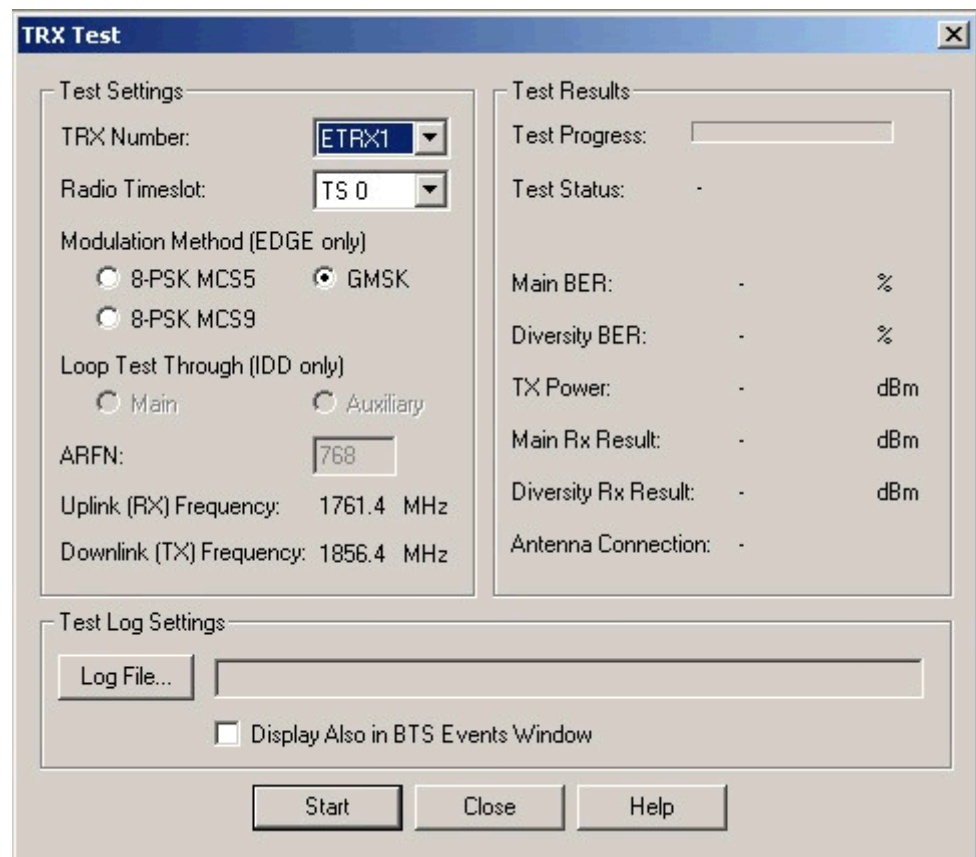 TRX Test
Test Settings
TRX Number: ETRX1
Radio Timeslot: TS 0
Modulation Method (EDGE only)
8-PSK MCS5 GMSK
8-PSK MCS9
Loop Test Through (IDD only)
Main Auxiliary
ARFN: 768
Uplink (RX) Frequency: 1761.4 MHz
Downlink (TX) Frequency: 1856.4 MHz
Test Results
Test Progress:
Test Status: -
Main BER: - %
Diversity BER: - %
TX Power: - dBm
Main Rx Result: - dBm
Diversity Rx Result: - dBm
Antenna Connection: -
Test Log Settings
Log File...
Display Also in BTS Events Window
Start Close Help